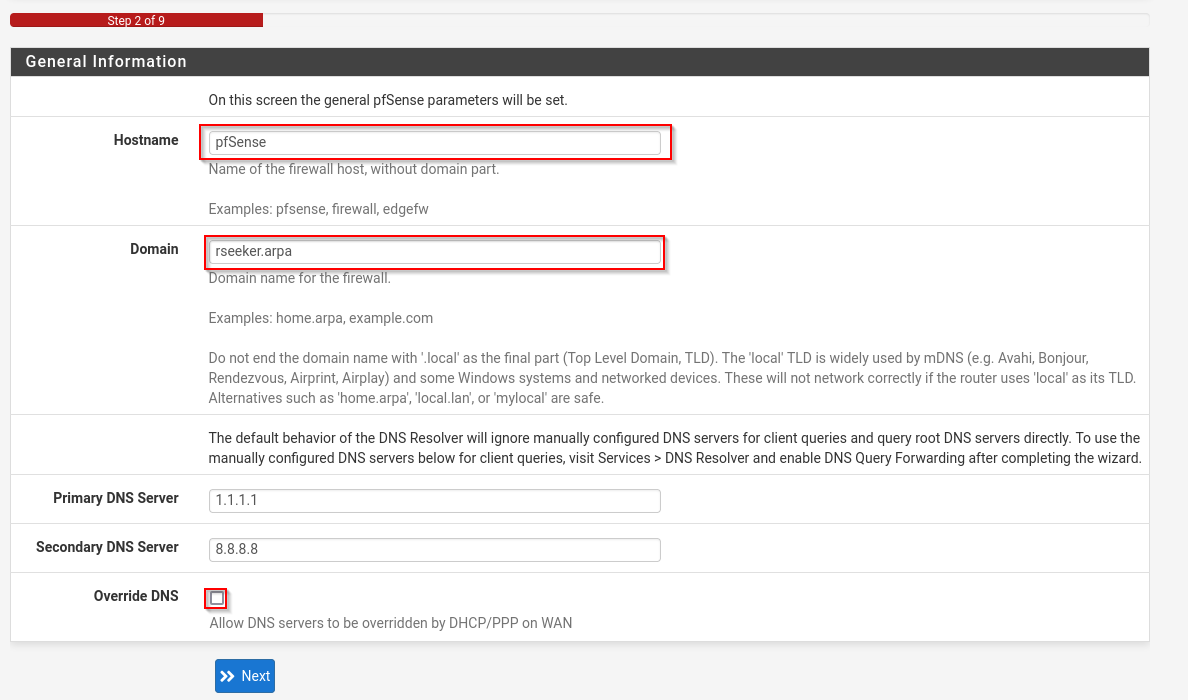 Step 2 of 9
General Information
On this screen the general pfSense parameters will be set.
Hostname
pfSense
Name of the firewall host, without domain part.
Examples: pfsense, firewall, edgefw
Domain
rseeker.arpa
Domain name for the firewall.
Examples: home.arpa, example.com
Do not end the domain name with '.local' as the final part (Top Level Domain, TLD). The 'local' TLD is widely used by mDNS (e.g. Avahi, Bonjour,
Rendezvous, Airprint, Airplay) and some Windows systems and networked devices. These will not network correctly if the router uses 'local' as its TLD.
Alternatives such as 'home.arpa', 'local.lan', or 'mylocal' are safe.
The default behavior of the DNS Resolver will ignore manually configured DNS servers for client queries and query root DNS servers directly. To use the
manually configured DNS servers below for client queries, visit Services > DNS Resolver and enable DNS Query Forwarding after completing the wizard.
Primary DNS Server
1.1.1.1
Secondary DNS Server
8.8.8.8
Override DNS
Allow DNS servers to be overridden by DHCP/PPP on WAN
Next